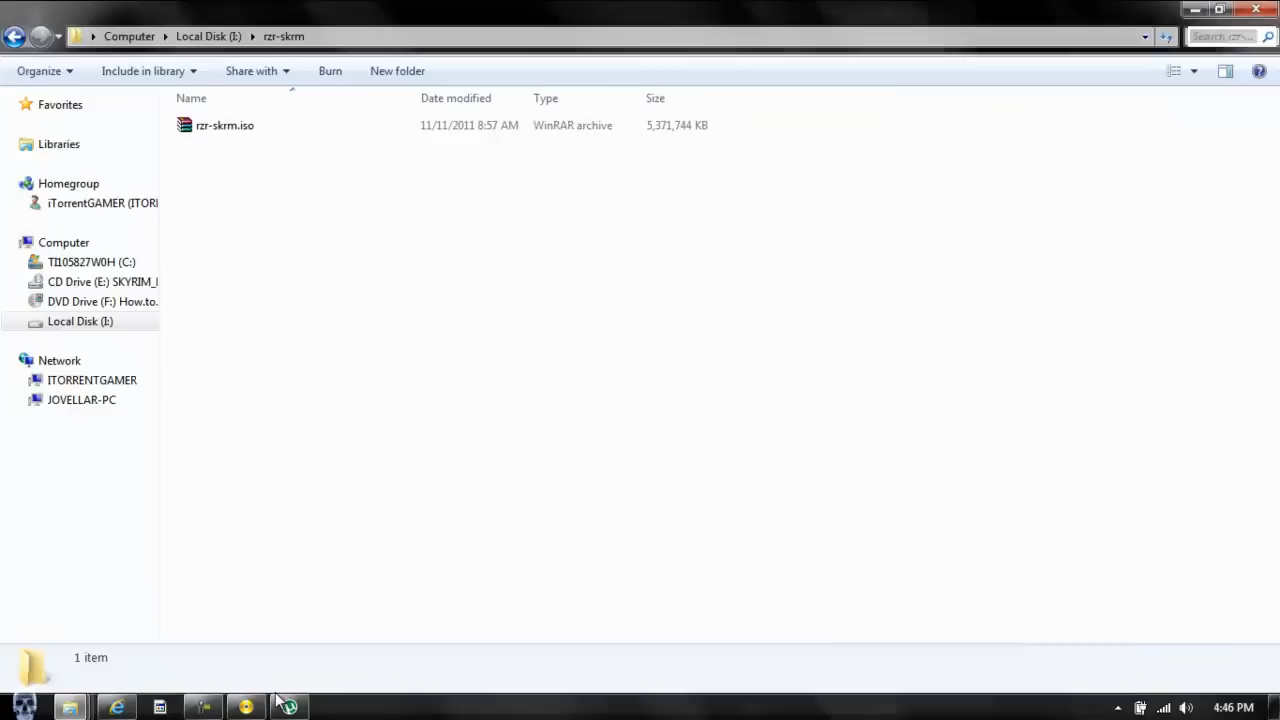 Computer Local Disk (I:) rzr-skrm
Search rzr-...
Organize Include in library Share with Burn New folder
Favorites
Libraries
Homegroup
iTorrentGAMER (ITORI
Computer
TI105827W0H (C:)
CD Drive (E:) SKYRIM_
DVD Drive (F:) How.to.
Local Disk (I:)
Network
ITORRENTGAMER
JOVELLAR-PC
Name Date modified Type Size
rzr-skrm.iso 11/11/2011 8:57 AM WinRAR archive 5,371,744 KB
1 item
4:46 PM